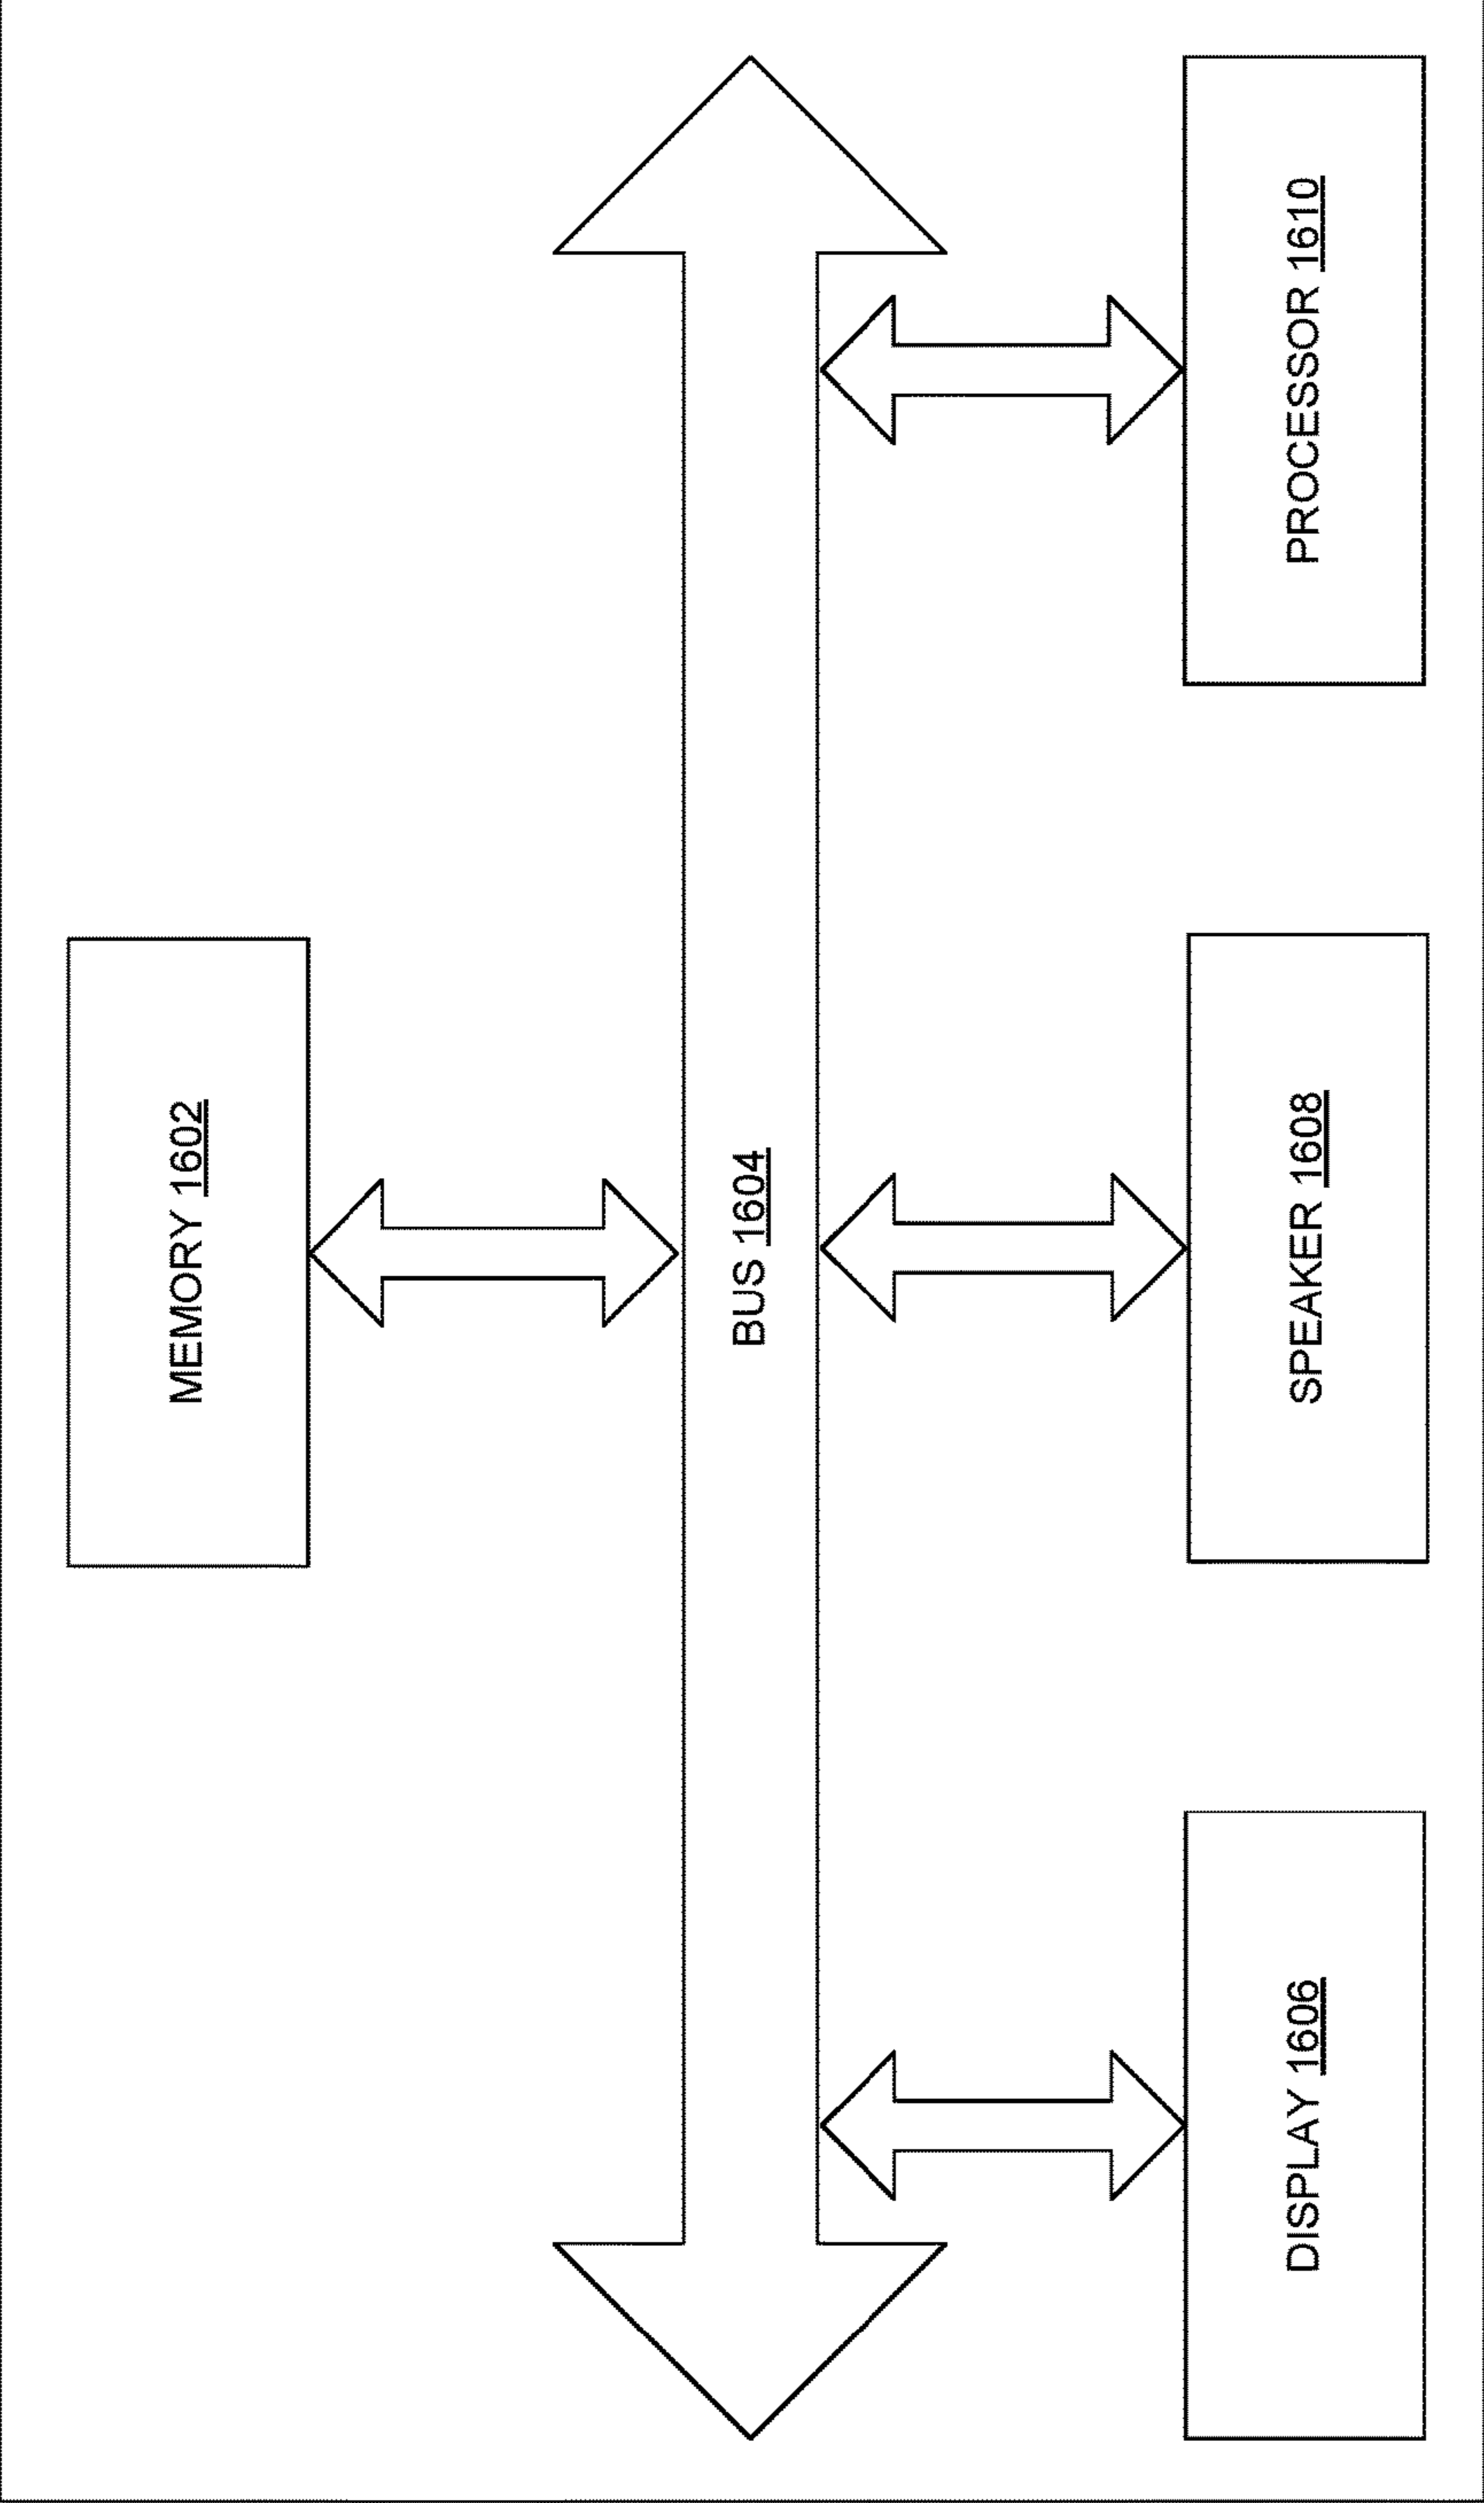 MEMORY 1602
BUS 1604
DISPLAY 1606
SPEAKER 1608
PROCESSOR 1610